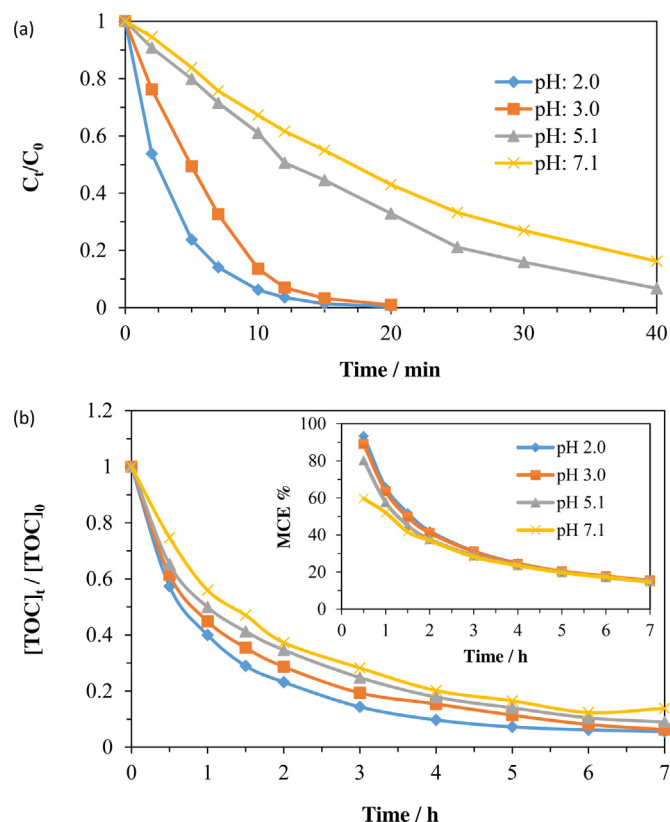 (a)
1
0.8
0.6
0.4
0.2
0
C_t/C_0
pH: 2.0
pH: 3.0
pH: 5.1
pH: 7.1
0 10 20 30 40
Time / min
(b)
1.2
1
0.8
0.6
0.4
0.2
0
[TOC]_t / [TOC]_0
100
80
60
40
20
0
MCE %
pH 2.0
pH 3.0
pH 5.1
pH 7.1
0 1 2 3 4 5 6 7
Time / h
0 1 2 3 4 5 6 7
Time / h